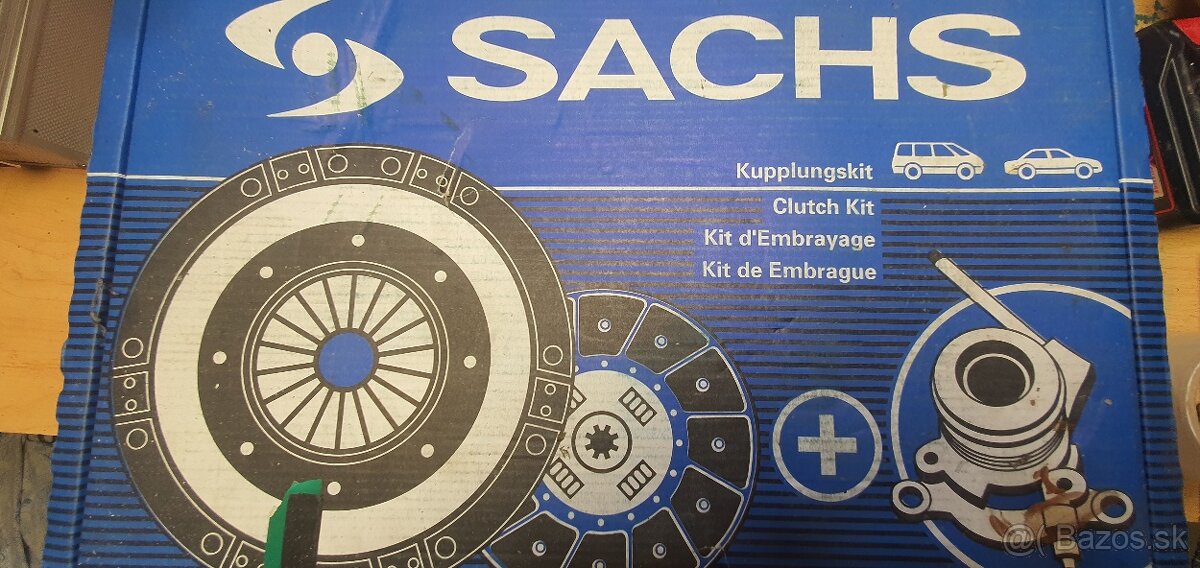 SACHS
Kupplungskit
Clutch Kit
Kit d'Embrayage
Kit de Embrague
@( Bazos.sk